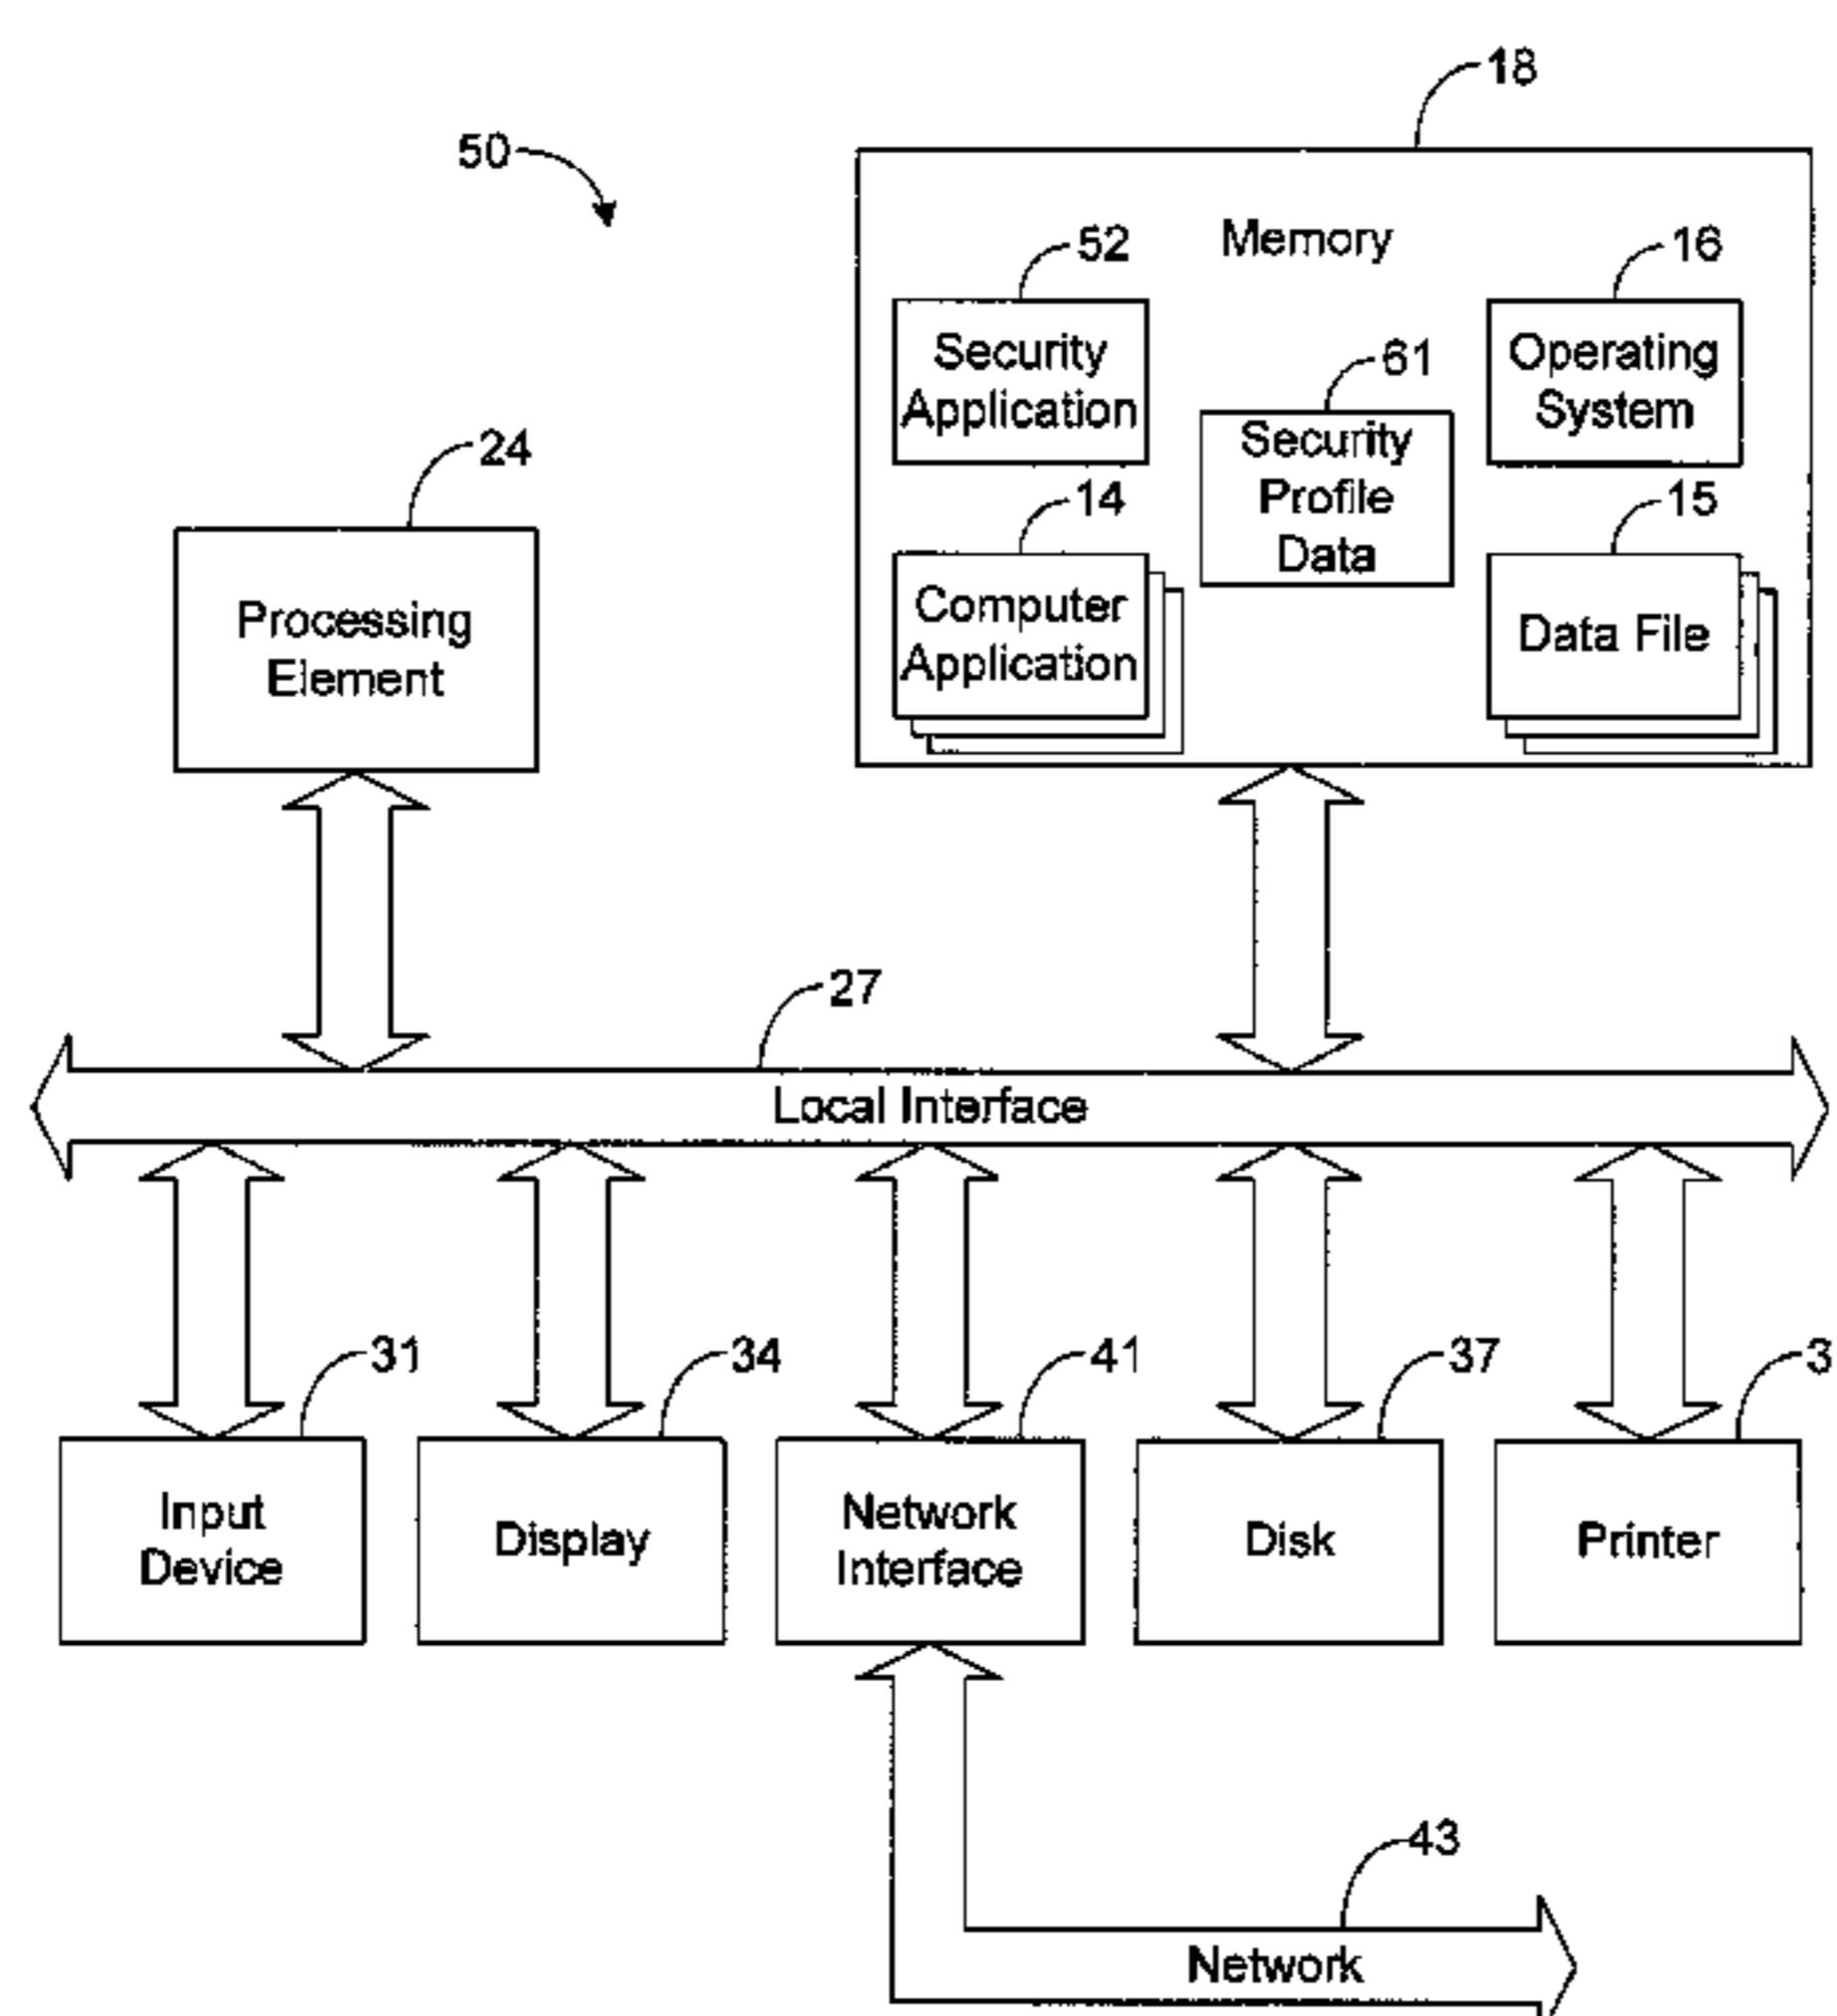 18
50
Memory
52
16
Security
Application
61
Operating
System
Security
Profile
Data
24
14
15
Processing
Element
Computer
Application
Data File
27
Local Interface
31
34
41
37
3
Input
Device
Display
Network
Interface
Disk
Printer
43
Network